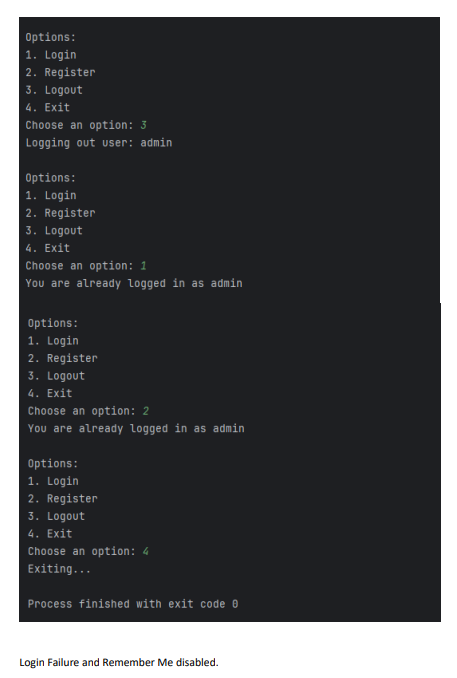 Options:
1. Login
2. Register
3. Logout
4. Exit
Choose an option: 3
Logging out user: admin
Options:
1. Login
2. Register
3. Logout
4. Exit
Choose an option: 1
You are already logged in as admin
Options:
1. Login
2. Register
3. Logout
4. Exit
Choose an option: 2
You are already logged in as admin
Options:
1. Login
2. Register
3. Logout
4. Exit
Choose an option: 4
Exiting...
Process finished with exit code 0
Login Failure and Remember Me disabled.